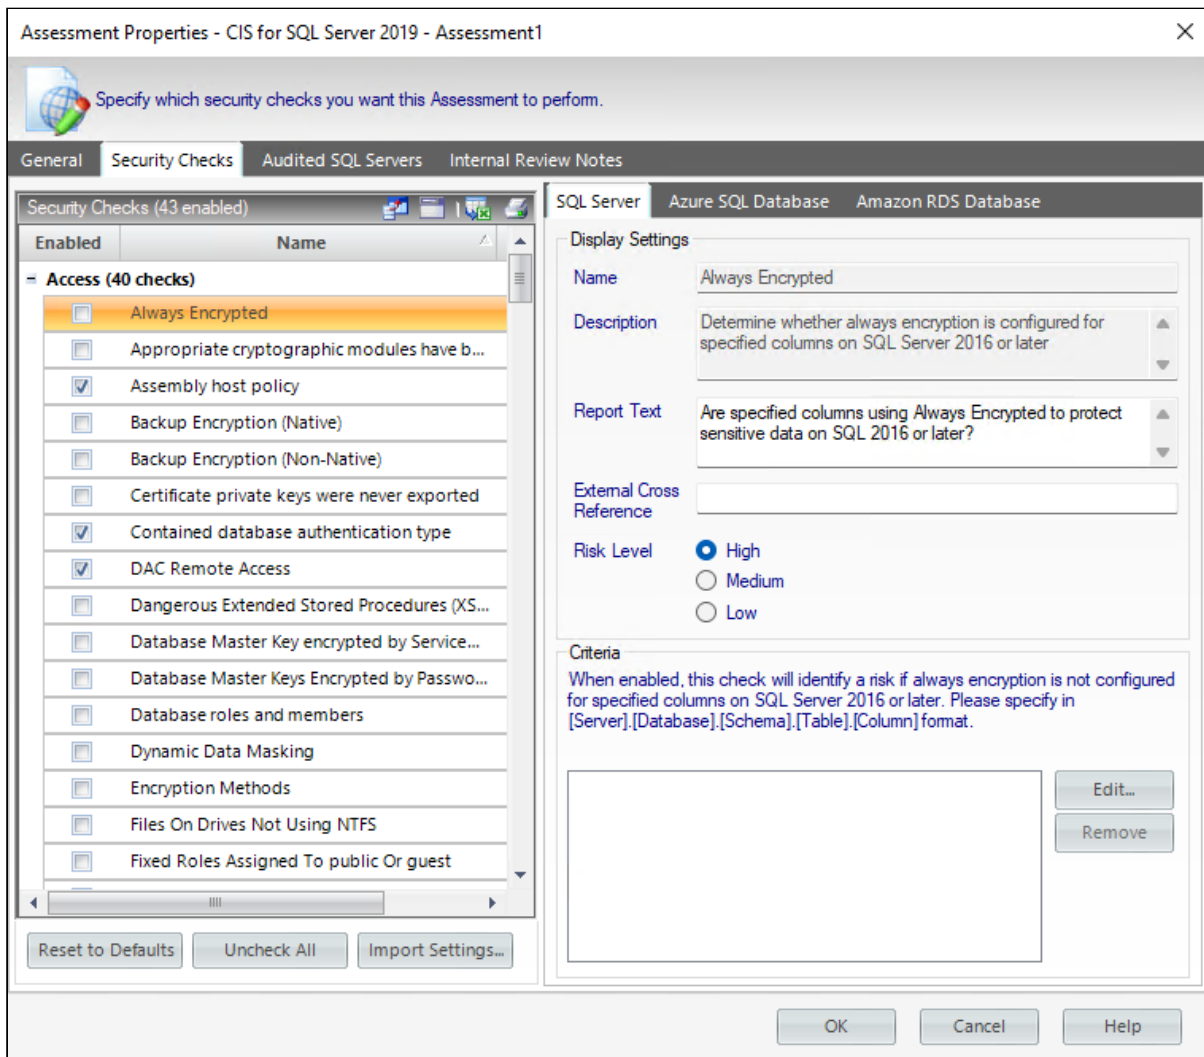 Assessment Properties - CIS for SQL Server 2019 - Assessment1
Specify which security checks you want this Assessment to perform.
General Security Checks Audited SQL Servers Internal Review Notes
Security Checks (43 enabled)
Enabled Name
Access (40 checks)
Always Encrypted
Appropriate cryptographic modules have b...
Assembly host policy
Backup Encryption (Native)
Backup Encryption (Non-Native)
Certificate private keys were never exported
Contained database authentication type
DAC Remote Access
Dangerous Extended Stored Procedures (XS...
Database Master Key encrypted by Service...
Database Master Keys Encrypted by Passwo...
Database roles and members
Dynamic Data Masking
Encryption Methods
Files On Drives Not Using NTFS
Fixed Roles Assigned To public Or guest
Reset to Defaults Uncheck All Import Settings...
SQL Server Azure SQL Database Amazon RDS Database
Display Settings
Name Always Encrypted
Description Determine whether always encryption is configured for
specified columns on SQL Server 2016 or later
Report Text Are specified columns using Always Encrypted to protect
sensitive data on SQL 2016 or later?
External Cross
Reference
Risk Level High
Medium
Low
Criteria
When enabled, this check will identify a risk if always encryption is not configured
for specified columns on SQL Server 2016 or later. Please specify in
[Server].[Database].[Schema].[Table].[Column] format.
Edit...
Remove
OK Cancel Help